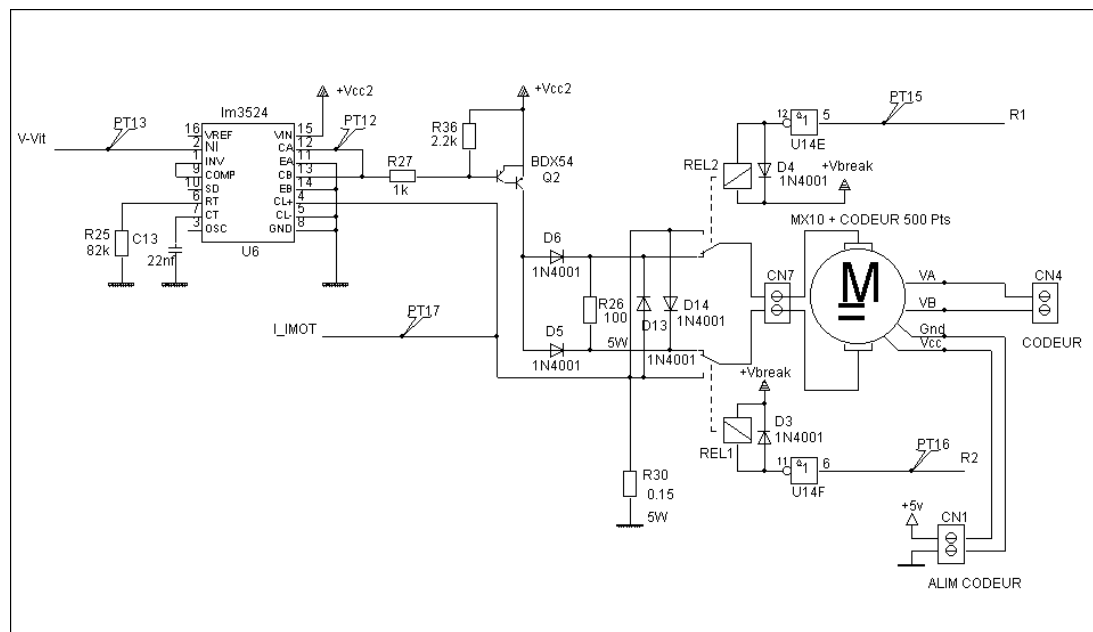 lm3524
+Vcc2
+Vcc2
V-Vit
PT13
PT12
PT15
R1
16 VREF VIN 15
2 NI CA 12
1 INV EA 11
9 COMP CB 13
10 SD EB 14
6 RT CL+ 4
7 CT CL- 5
3 OSC GND 8
U6
R25
82k
C13
22nf
R36
2.2k
R27
1k
BDX54
Q2
12
1
5
U14E
REL2
D4
1N4001
+Vbreak
MX10 + CODEUR 500 Pts
D6
1N4001
R26
100
5W
D13
1N4001
D14
1N4001
D5
1N4001
CN7
M
VA
VB
Gnd
Vcc
CN4
CODEUR
I_IMOT
PT17
+Vbreak
REL1
D3
1N4001
11
1
6
U14F
PT16
R2
R30
0.15
5W
+5v
CN1
ALIM CODEUR